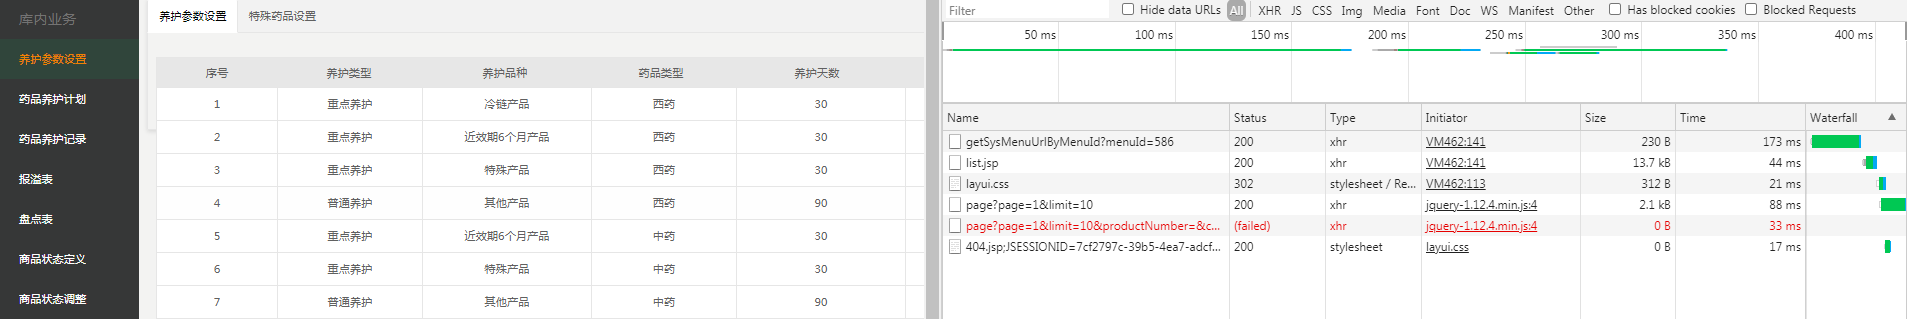 库内业务
养护参数设置
药品养护计划
药品养护记录
报溢表
盘点表
商品状态定义
商品状态调整
养护参数设置 特殊药品设置
序号 养护类型 养护品种 药品类型 养护天数
1 重点养护 冷链产品 西药 30
2 重点养护 近效期6个月产品 西药 30
3 重点养护 特殊产品 西药 30
4 普通养护 其他产品 西药 90
5 重点养护 近效期6个月产品 中药 30
6 重点养护 特殊产品 中药 30
7 普通养护 其他产品 中药 90
Filter Hide data URLs All XHR JS CSS Img Media Font Doc WS Manifest Other Has blocked cookies Blocked Requests
50 ms 100 ms 150 ms 200 ms 250 ms 300 ms 350 ms 400 ms
Name Status Type Initiator Size Time Waterfall
getSysMenuUrlByMenuId?menuId=586 200 xhr VM462:141 230 B 173 ms
list.jsp 200 xhr VM462:141 13.7 kB 44 ms
layui.css 302 stylesheet / Re... VM462:113 312 B 21 ms
page?page=1&limit=10 200 xhr jquery-1.12.4.min.js:4 2.1 kB 88 ms
page?page=1&limit=10&productNumber=&c... (failed) xhr jquery-1.12.4.min.js:4 0 B 33 ms
404.jsp;JSESSIONID=7cf2797c-39b5-4ea7-adcf... 200 stylesheet layui.css 0 B 17 ms